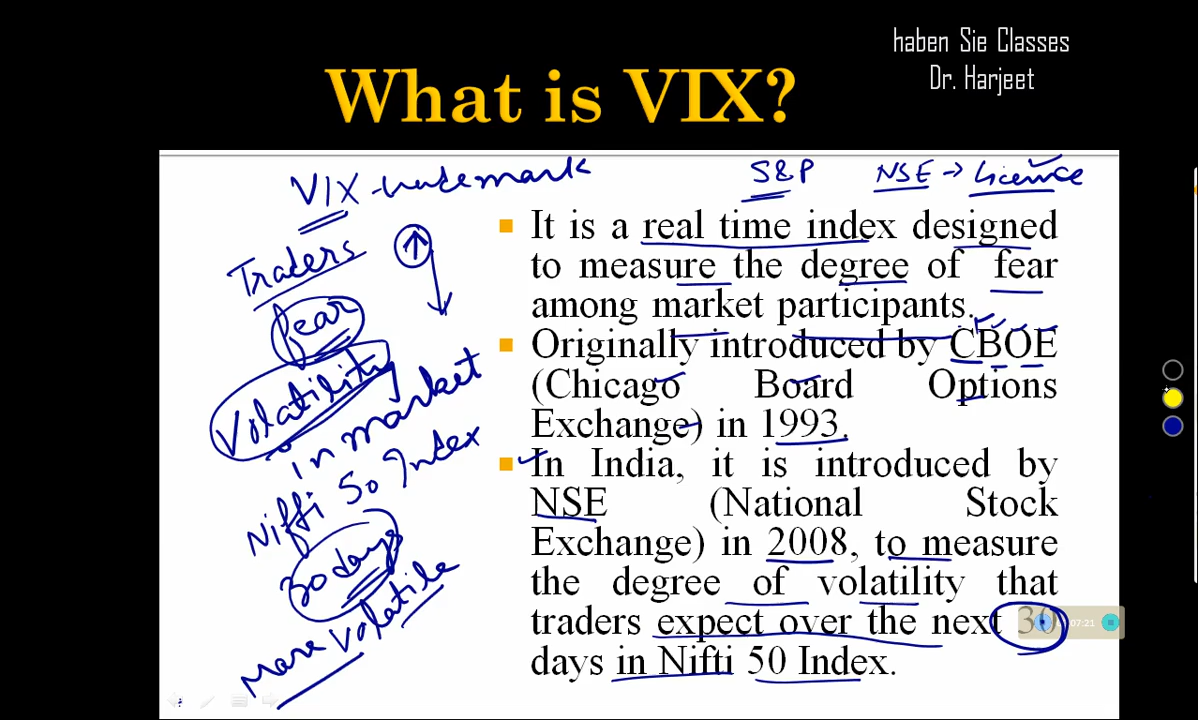 haben Sie Classes
Dr. Harjeet
What is VIX?
VIX - trademark
S&P
NSE → Licence
Traders
fear
Volatility
in market
Niffi 50 Index
30 days
more volatile
It is a real time index designed
to measure the degree of fear
among market participants.
Originally introduced by CBOE
(Chicago Board Options
Exchange) in 1993.
In India, it is introduced by
NSE (National Stock
Exchange) in 2008, to measure
the degree of volatility that
traders expect over the next 30
days in Nifti 50 Index.
07:21